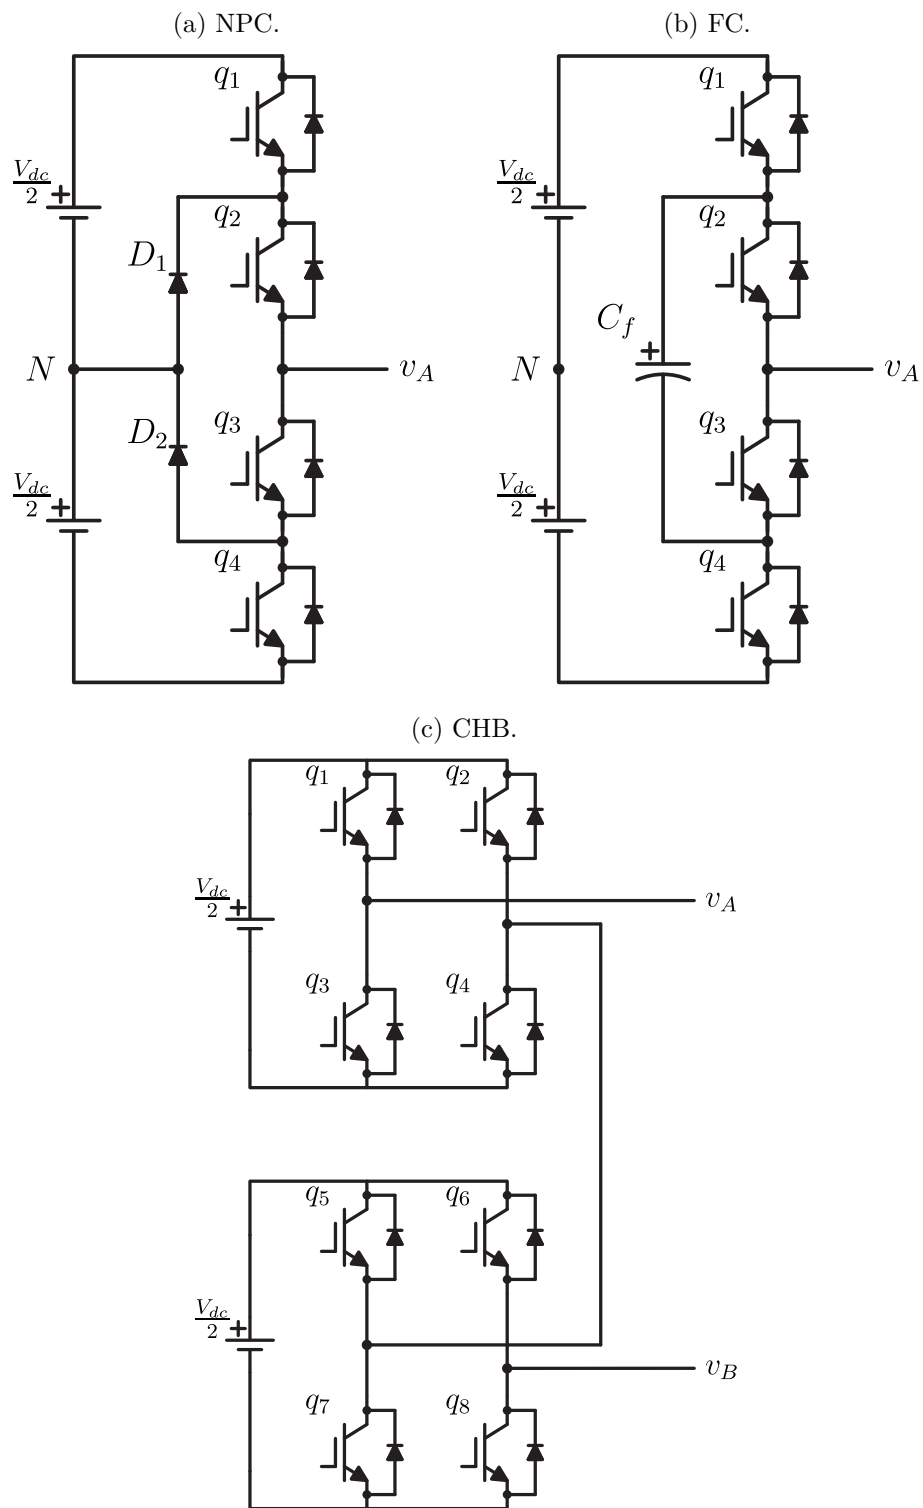 (a) NPC.
q1
Vdc/2 +
q2
D1
N
vA
q3
D2
Vdc/2 +
q4
(b) FC.
q1
Vdc/2 +
q2
Cf
+
N
vA
q3
Vdc/2 +
q4
(c) CHB.
q1 q2
Vdc/2 +
vA
q3 q4
q5 q6
Vdc/2 +
vB
q7 q8